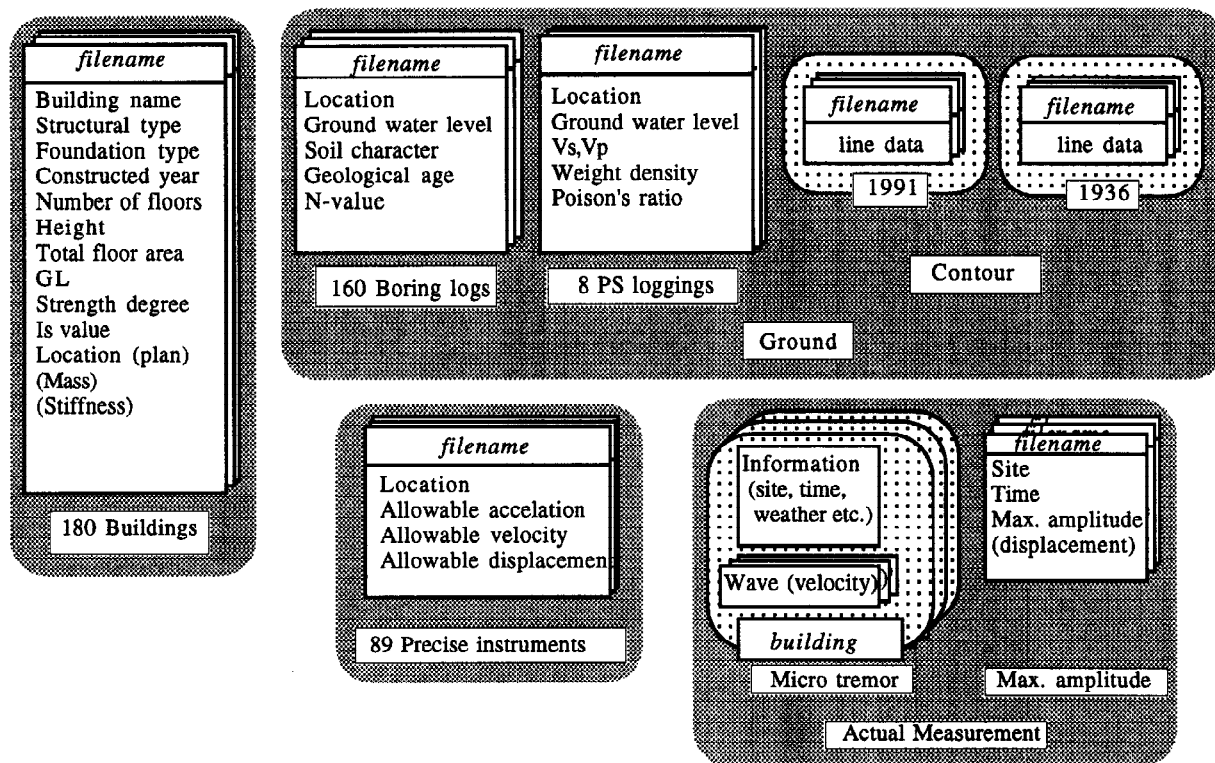 filename
Building name
Structural type
Foundation type
Constructed year
Number of floors
Height
Total floor area
GL
Strength degree
Is value
Location (plan)
(Mass)
(Stiffness)
180 Buildings
filename
Location
Ground water level
Soil character
Geological age
N-value
160 Boring logs
filename
Location
Ground water level
Vs,Vp
Weight density
Poison's ratio
8 PS loggings
filename
line data
1991
filename
line data
1936
Contour
Ground
filename
Location
Allowable accelation
Allowable velocity
Allowable displacemen
89 Precise instruments
Information
(site, time,
weather etc.)
Wave (velocity)
building
Micro tremor
filename
Site
Time
Max. amplitude
(displacement)
Max. amplitude
Actual Measurement